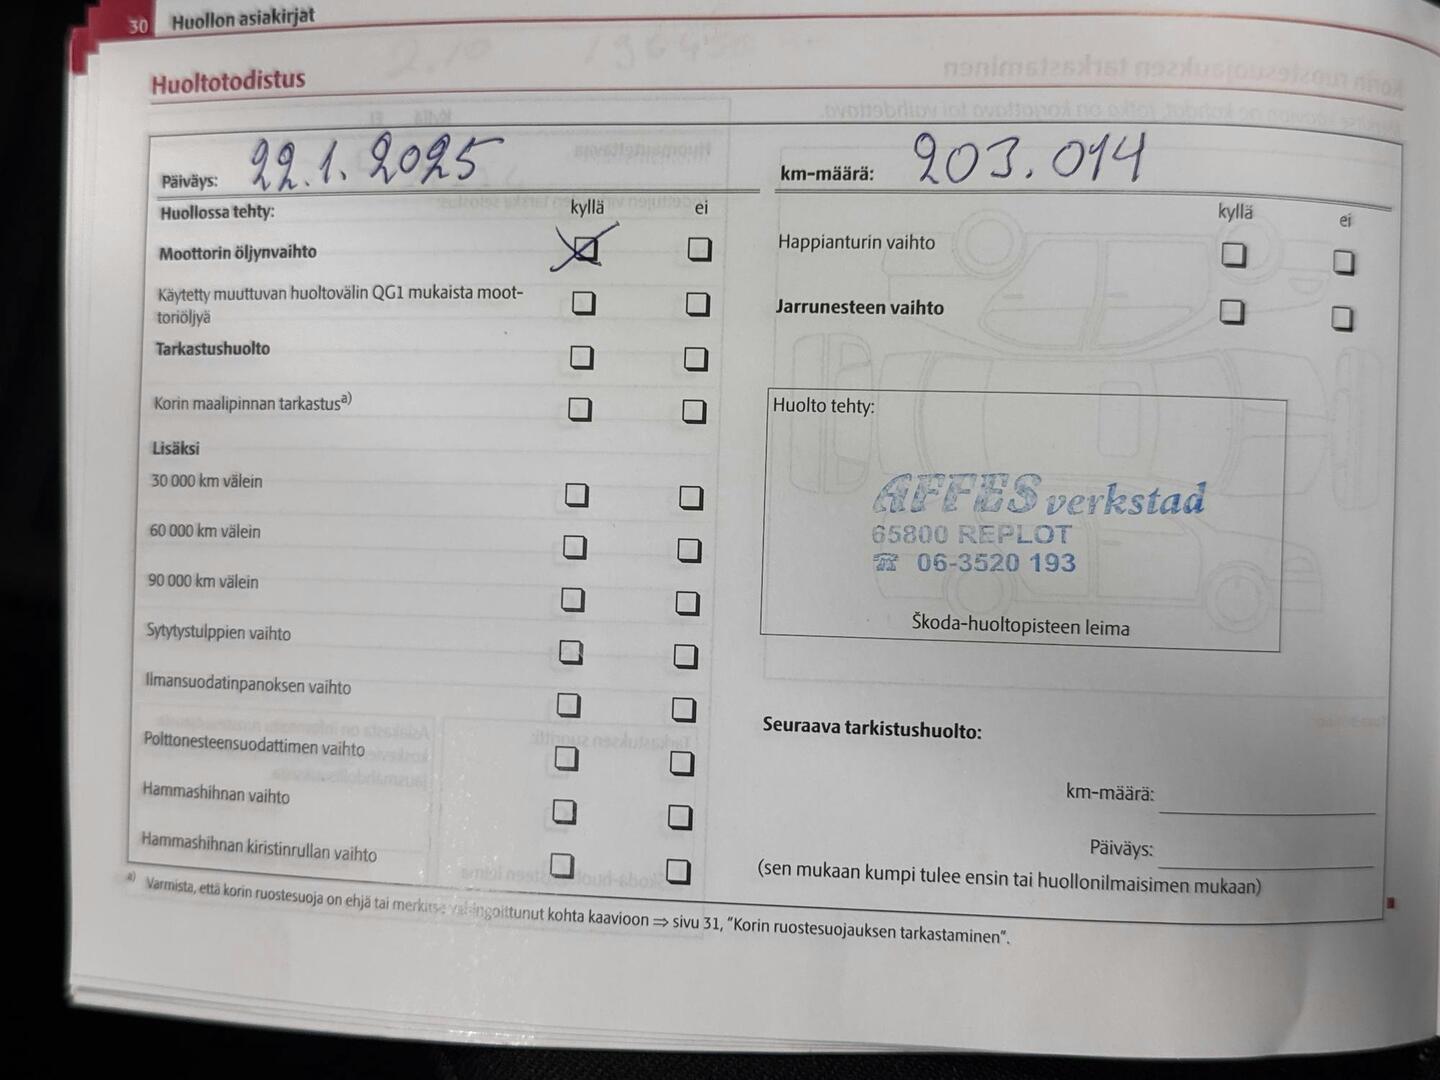 30 Huollon asiakirjat
Huoltotodistus
Päiväys: 22.1.2025
Huollossa tehty: kyllä ei
Moottorin öljynvaihto
Käytetty muuttuvan huoltovälin QG1 mukaista moot-
toriöljyä
Tarkastushuolto
Korin maalipinnan tarkastus a)
Lisäksi
30 000 km välein
60 000 km välein
90 000 km välein
Sytytystulppien vaihto
Ilmansuodatinpanoksen vaihto
Polttonesteensuodattimen vaihto
Hammashihnan vaihto
Hammashihnan kiristinrullan vaihto
km-määrä: 203.014
kyllä ei
Happianturin vaihto
Jarrunesteen vaihto
Huolto tehty:
AFFES verkstad
65800 REPLOT
☎ 06-3520 193
Škoda-huoltopisteen leima
Seuraava tarkistushuolto:
km-määrä:
Päiväys:
(sen mukaan kumpi tulee ensin tai huollonilmaisimen mukaan)
a) Varmista, että korin ruostesuoja on ehjä tai merkitse vahingoittunut kohta kaavioon ⇒ sivu 31, "Korin ruostesuojauksen tarkastaminen".